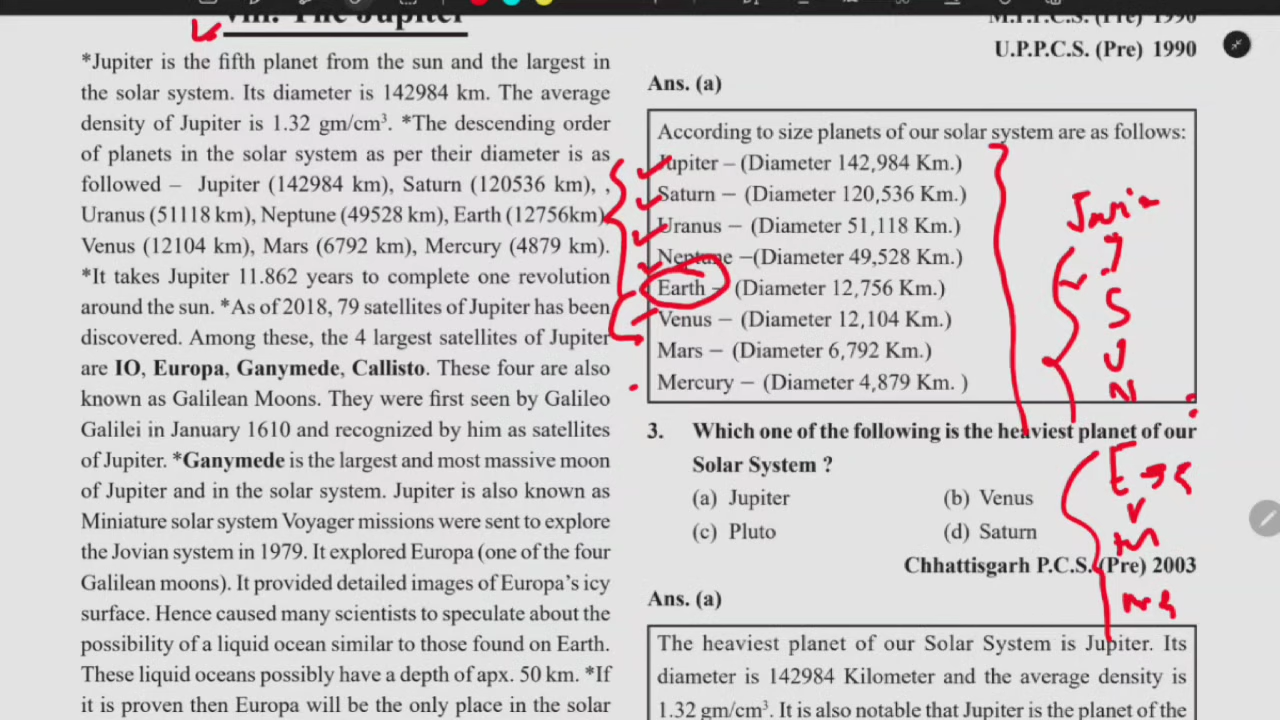 VIII. The Jupiter
*Jupiter is the fifth planet from the sun and the largest in
the solar system. Its diameter is 142984 km. The average
density of Jupiter is 1.32 gm/cm³. *The descending order
of planets in the solar system as per their diameter is as
followed – Jupiter (142984 km), Saturn (120536 km), ,
Uranus (51118 km), Neptune (49528 km), Earth (12756km)
Venus (12104 km), Mars (6792 km), Mercury (4879 km).
*It takes Jupiter 11.862 years to complete one revolution
around the sun. *As of 2018, 79 satellites of Jupiter has been
discovered. Among these, the 4 largest satellites of Jupiter
are IO, Europa, Ganymede, Callisto. These four are also
known as Galilean Moons. They were first seen by Galileo
Galilei in January 1610 and recognized by him as satellites
of Jupiter. *Ganymede is the largest and most massive moon
of Jupiter and in the solar system. Jupiter is also known as
Miniature solar system Voyager missions were sent to explore
the Jovian system in 1979. It explored Europa (one of the four
Galilean moons). It provided detailed images of Europa's icy
surface. Hence caused many scientists to speculate about the
possibility of a liquid ocean similar to those found on Earth.
These liquid oceans possibly have a depth of apx. 50 km. *If
it is proven then Europa will be the only place in the solar
M.P.P.C.S. (Pre) 1990
U.P.P.C.S. (Pre) 1990
Ans. (a)
According to size planets of our solar system are as follows:
Jupiter – (Diameter 142,984 Km.)
Saturn – (Diameter 120,536 Km.)
Uranus – (Diameter 51,118 Km.)
Neptune –(Diameter 49,528 Km.)
Earth – (Diameter 12,756 Km.)
Venus – (Diameter 12,104 Km.)
Mars – (Diameter 6,792 Km.)
Mercury – (Diameter 4,879 Km. )
J
S
U
N
E
V
M
3. Which one of the following is the heaviest planet of our
Solar System ?
(a) Jupiter (b) Venus
(c) Pluto (d) Saturn
Chhattisgarh P.C.S. (Pre) 2003
Ans. (a)
The heaviest planet of our Solar System is Jupiter. Its
diameter is 142984 Kilometer and the average density is
1.32 gm/cm³. It is also notable that Jupiter is the planet of the